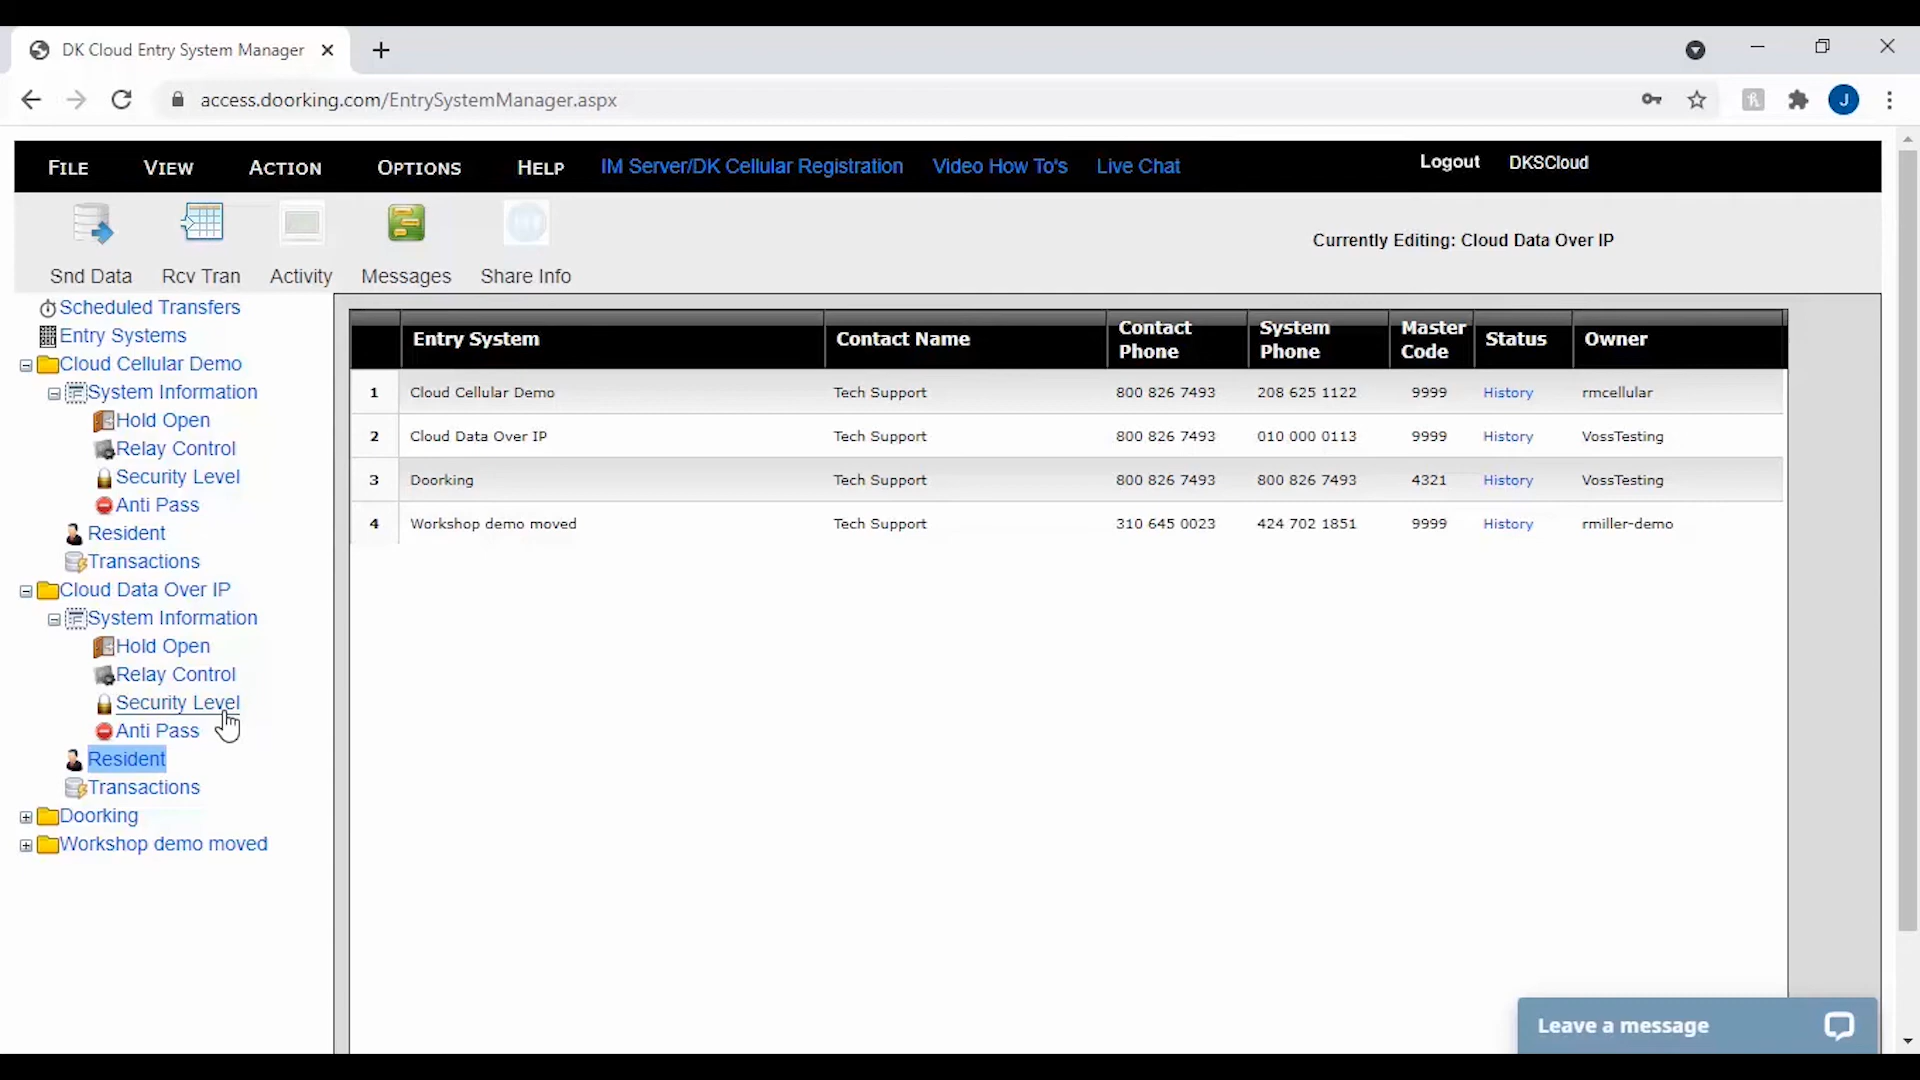 DK Cloud Entry System Manager
access.doorking.com/EntrySystemManager.aspx
J
FILE VIEW ACTION OPTIONS HELP IM Server/DK Cellular Registration Video How To's Live Chat Logout DKSCloud
Snd Data Rcv Tran Activity Messages Share Info
Currently Editing: Cloud Data Over IP
Scheduled Transfers
Entry Systems
Cloud Cellular Demo
System Information
Hold Open
Relay Control
Security Level
Anti Pass
Resident
Transactions
Cloud Data Over IP
System Information
Hold Open
Relay Control
Security Level
Anti Pass
Resident
Transactions
Doorking
Workshop demo moved
Entry System Contact Name Contact Phone System Phone Master Code Status Owner
1 Cloud Cellular Demo Tech Support 800 826 7493 208 625 1122 9999 History rmcellular
2 Cloud Data Over IP Tech Support 800 826 7493 010 000 0113 9999 History VossTesting
3 Doorking Tech Support 800 826 7493 800 826 7493 4321 History VossTesting
4 Workshop demo moved Tech Support 310 645 0023 424 702 1851 9999 History rmiller-demo
Leave a message